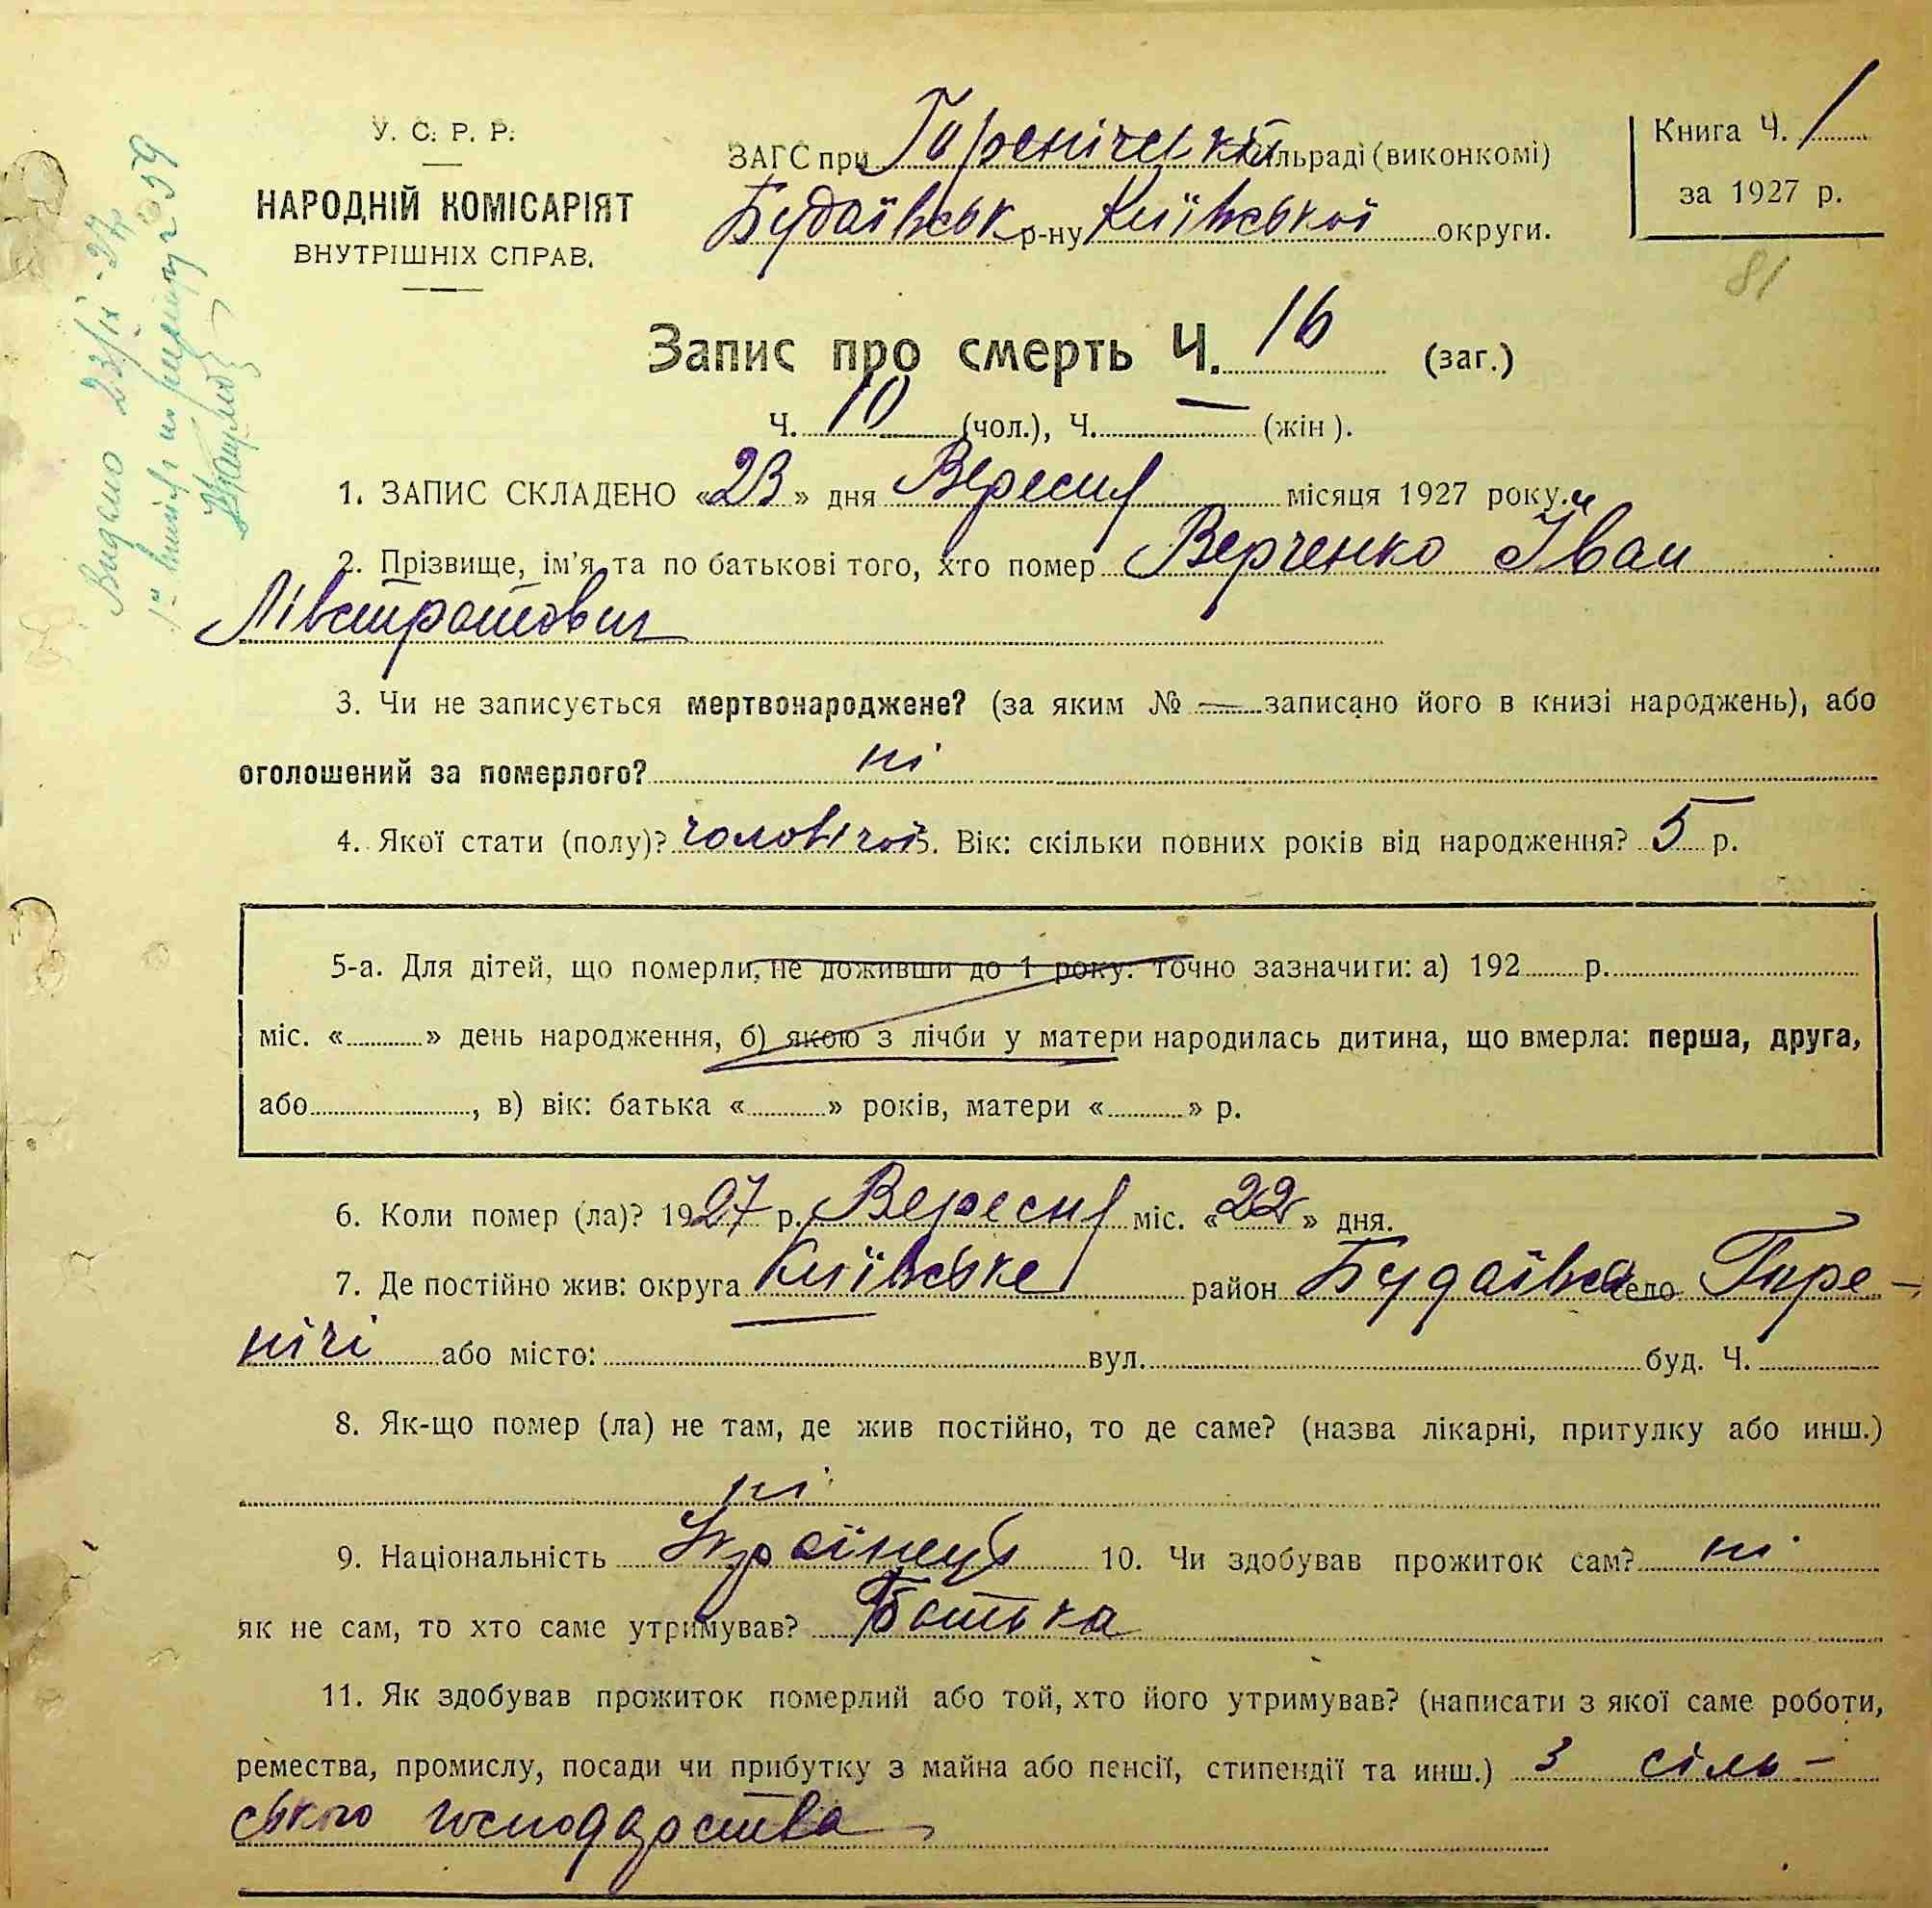 У. С. Р. Р.
НАРОДНІЙ КОМІСАРІЯТ
ВНУТРІШНІХ СПРАВ.
ЗАГС при Гореніческій сільраді (виконкомі)
Будаївськ р-ну Київської округи.
Книга Ч. 1
за 1927 р.
81
Видано 23/ІХ-27р
Запис про смерть Ч. 16 (заг.)
Ч. 10 (чол.), Ч. — (жін).
1. ЗАПИС СКЛАДЕНО «23» дня Вересня місяця 1927 року.
2. Прізвище, ім’я та по батькові того, хто помер Верченко Іван
Лівстратович
3. Чи не записується мертвонароджене? (за яким № — записано його в книзі народжень), або
оголошений за померлого? ні
4. Якої стати (полу)? чоловічої. Вік: скільки повних років від народження? 5 р.
5-а. Для дітей, що померли, не доживши до 1 року: точно зазначити: а) 192 р.
міс. « » день народження, б) якою з лічби у матери народилась дитина, що вмерла: перша, друга,
або , в) вік: батька « » років, матери « » р.
6. Коли помер (ла)? 1927 р. Вересня міс. «22» дня.
7. Де постійно жив: округа Київське район Будаївка село Горе-
нічі або місто: вул. буд. Ч.
8. Як-що помер (ла) не там, де жив постійно, то де саме? (назва лікарні, притулку або инш.)
ні
9. Національність Українець 10. Чи здобував прожиток сам? ні
як не сам, то хто саме утримував? Батька
11. Як здобував прожиток померлий або той, хто його утримував? (написати з якої саме роботи,
ремества, промислу, посади чи прибутку з майна або пенсії, стипендії та инш.) З сіль-
ського господарства